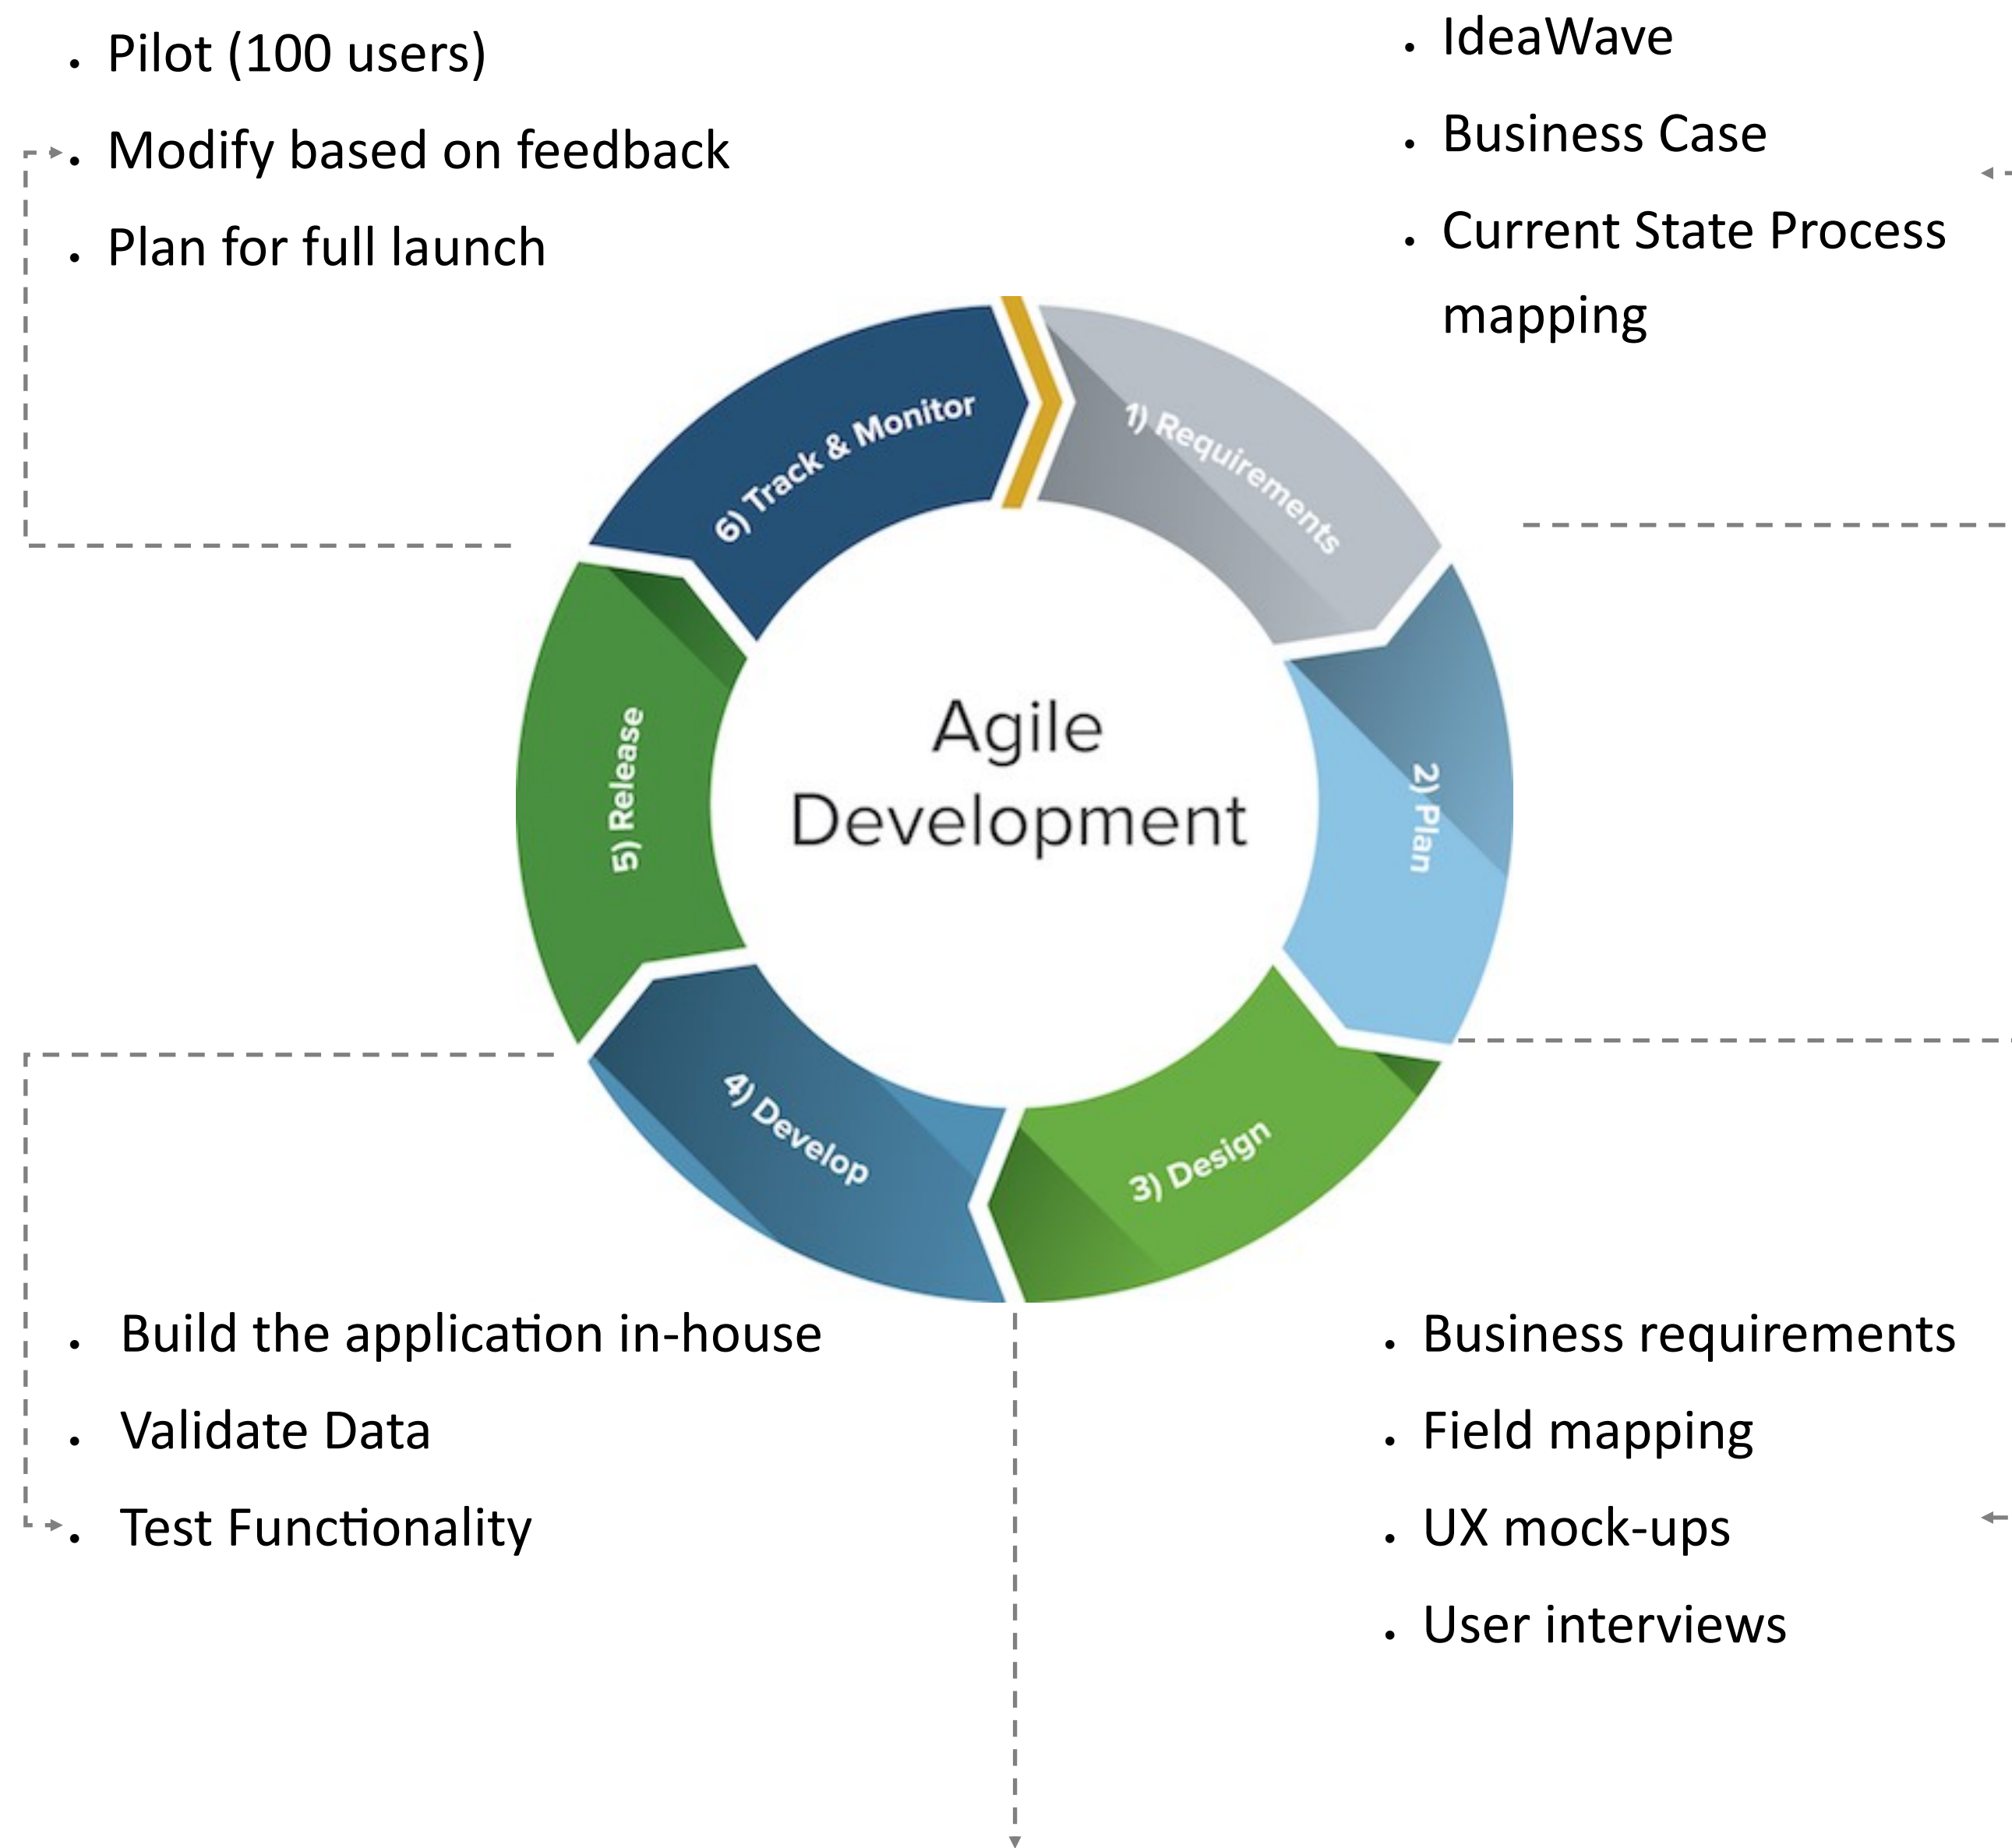 Pilot (100 users)
Modify based on feedback
Plan for full launch
IdeaWave
Business Case
Current State Process
mapping
1) Requirements
2) Plan
3) Design
4) Develop
5) Release
6) Track & Monitor
Agile
Development
Build the application in-house
Validate Data
Test Functionality
Business requirements
Field mapping
UX mock-ups
User interviews